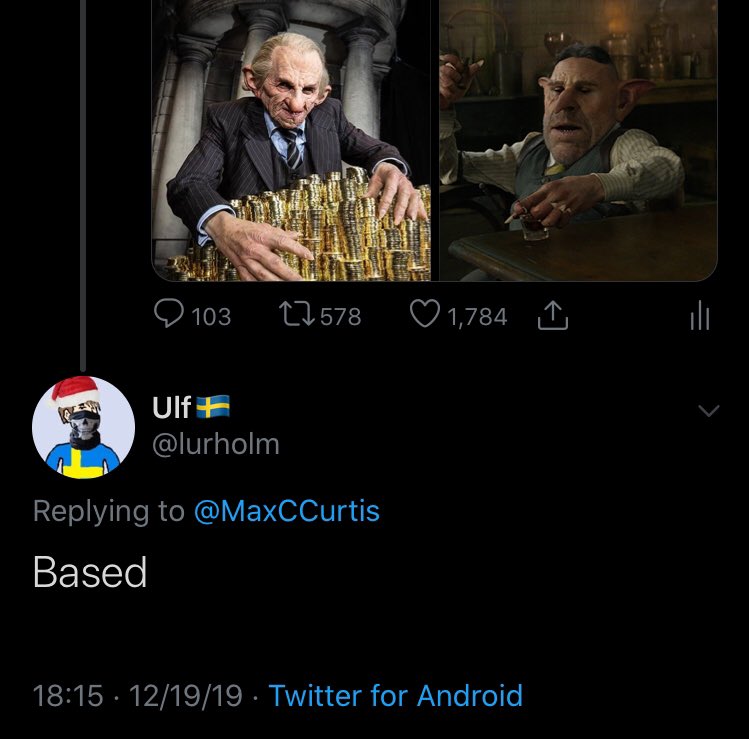 103 578 1,784
Ulf🇸🇪
@lurholm
Replying to @MaxCCurtis
Based
18:15 · 12/19/19 · Twitter for Android